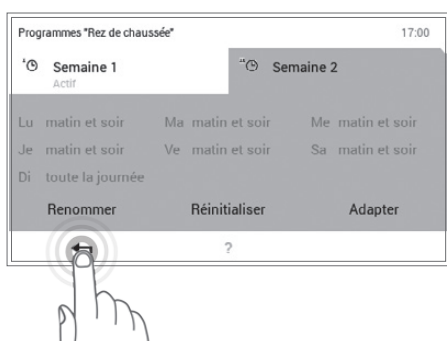 Programmes "Rez de chaussée" 17:00
Semaine 1 Semaine 2
Actif
Lu matin et soir Ma matin et soir Me matin et soir
Je matin et soir Ve matin et soir Sa matin et soir
Di toute la journée
Renommer Réinitialiser Adapter
?